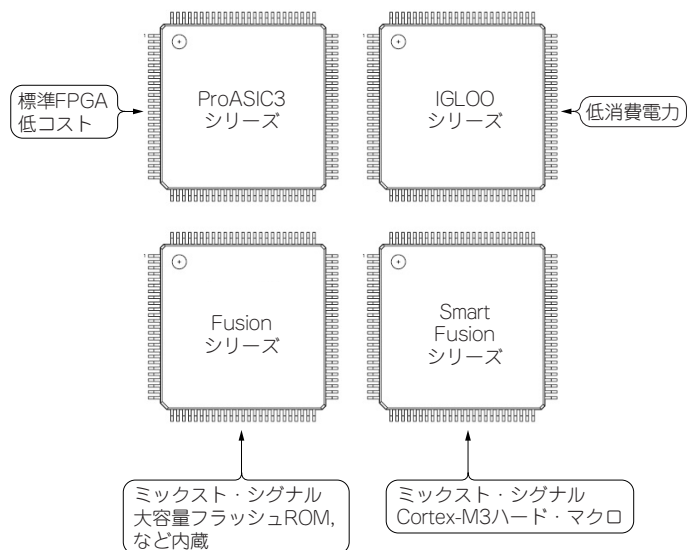 標準FPGA
低コスト
ProASIC3
シリーズ
IGLOO
シリーズ
低消費電力
Fusion
シリーズ
Smart
Fusion
シリーズ
ミックスト・シグナル
大容量フラッシュROM,
など内蔵
ミックスト・シグナル
Cortex-M3ハード・マクロ